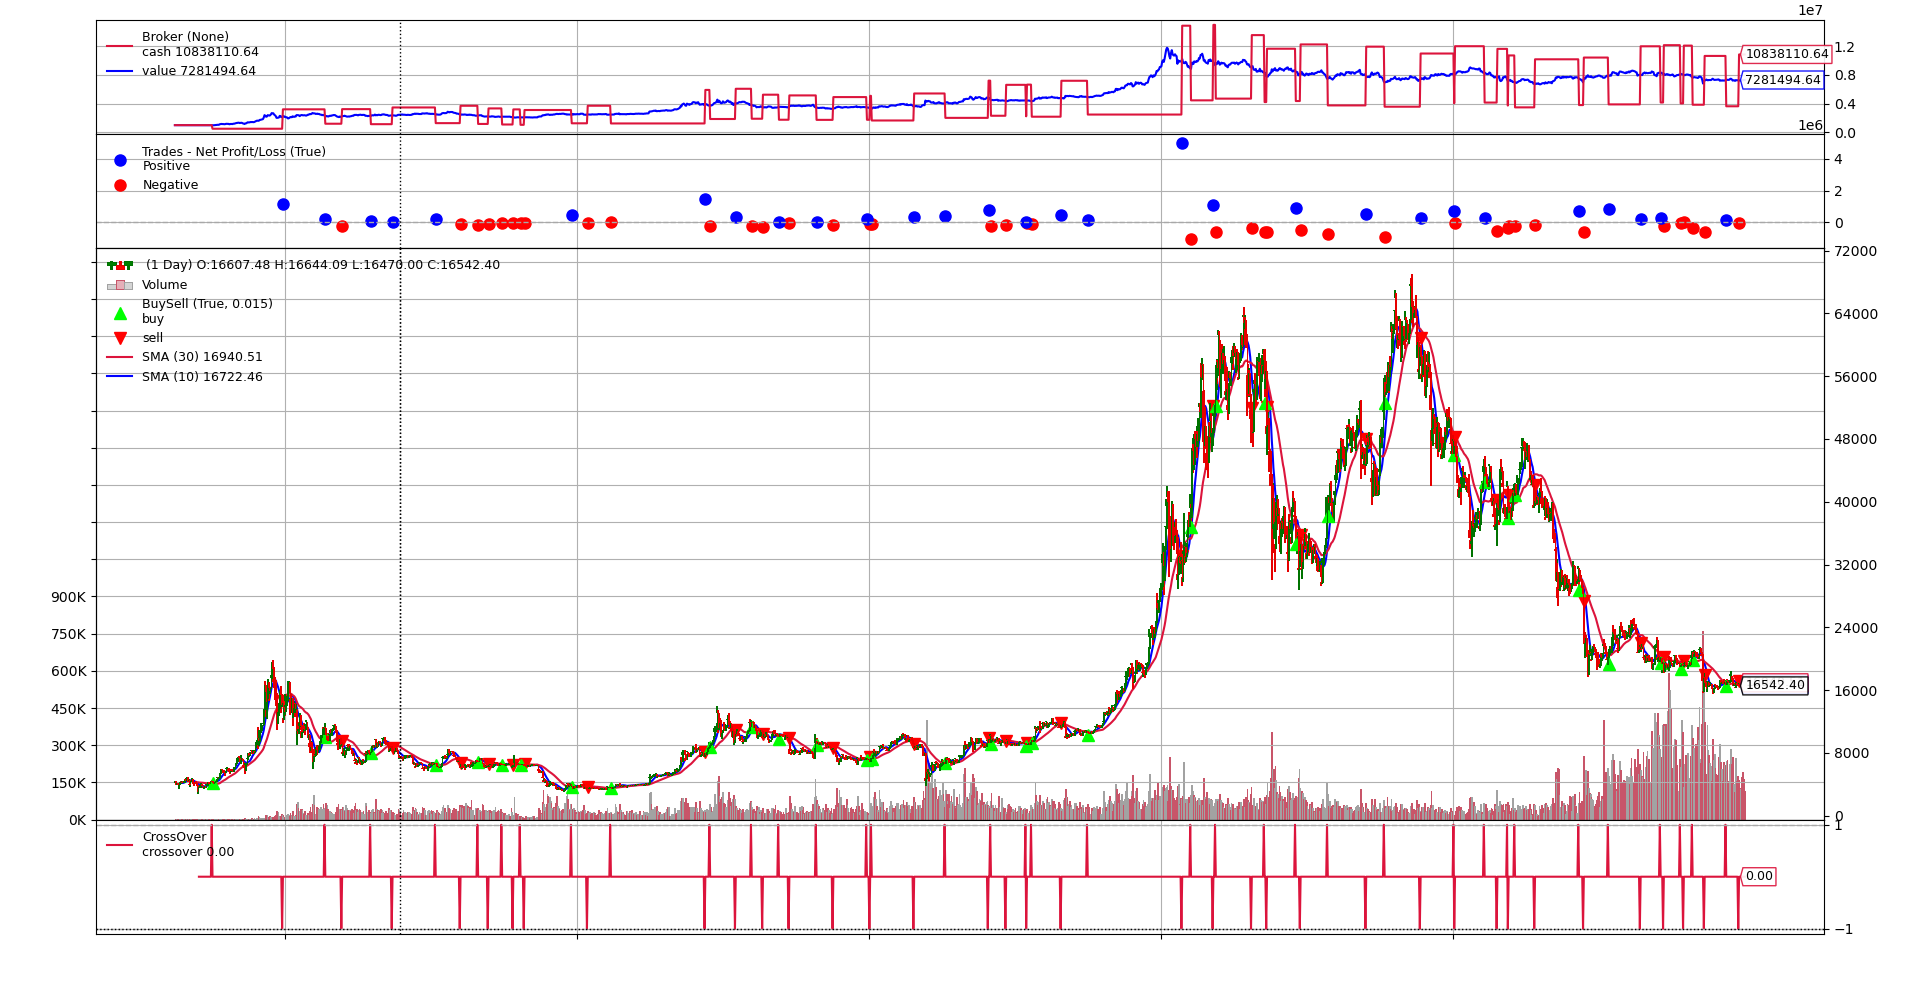 1e7
Broker (None)
cash 10838110.64
value 7281494.64
10838110.64
7281494.64
1.2
0.8
0.4
0.0
1e6
Trades - Net Profit/Loss (True)
Positive
Negative
4
2
0
(1 Day) O:16607.48 H:16644.09 L:16470.00 C:16542.40
Volume
BuySell (True, 0.015)
buy
sell
SMA (30) 16940.51
SMA (10) 16722.46
72000
64000
56000
48000
40000
32000
24000
16000
8000
0
16542.40
900K
750K
600K
450K
300K
150K
0K
CrossOver
crossover 0.00
1
0.00
−1